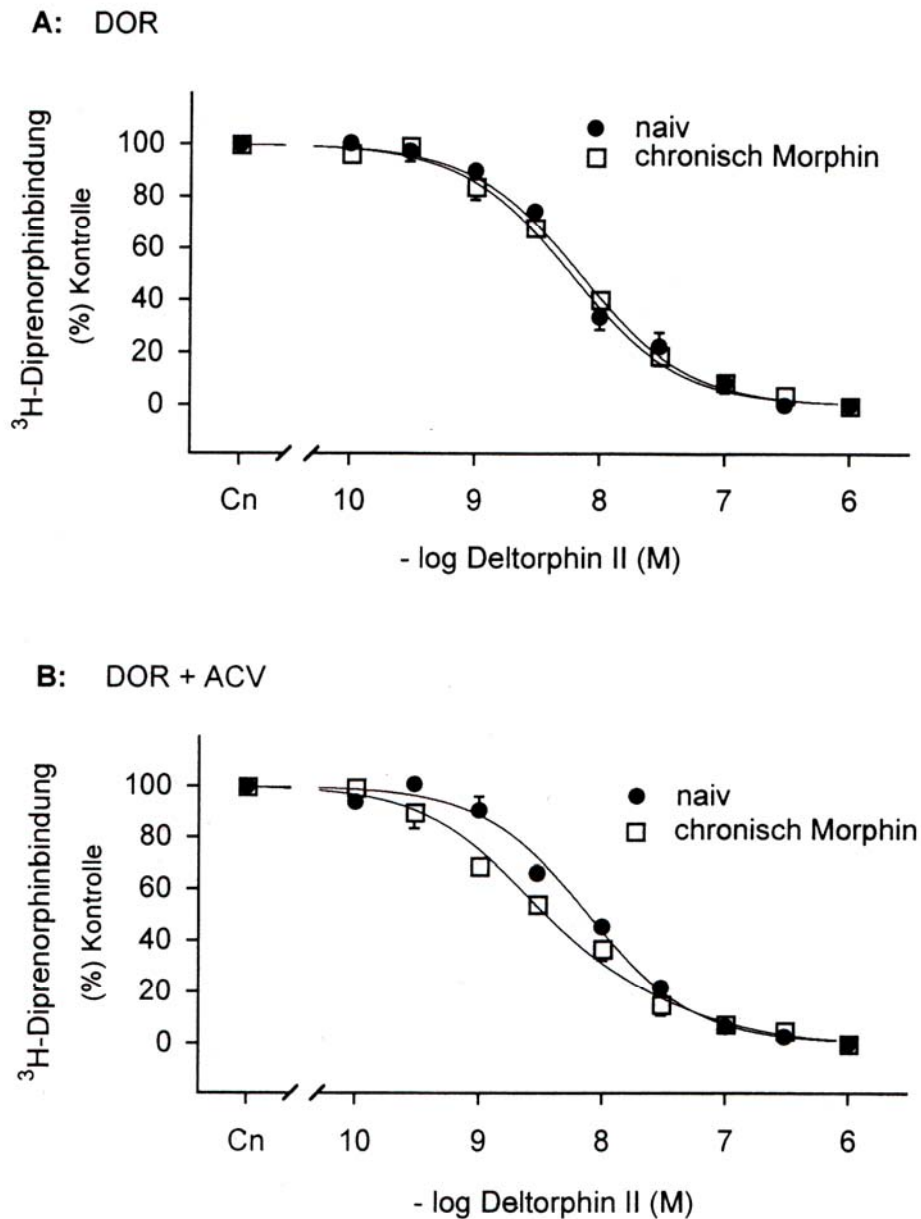 A: DOR
³H-Diprenorphinbindung
(%) Kontrolle
100
80
60
40
20
0
naiv
chronisch Morphin
Cn 10 9 8 7 6
- log Deltorphin II (M)
B: DOR + ACV
³H-Diprenorphinbindung
(%) Kontrolle
100
80
60
40
20
0
naiv
chronisch Morphin
Cn 10 9 8 7 6
- log Deltorphin II (M)